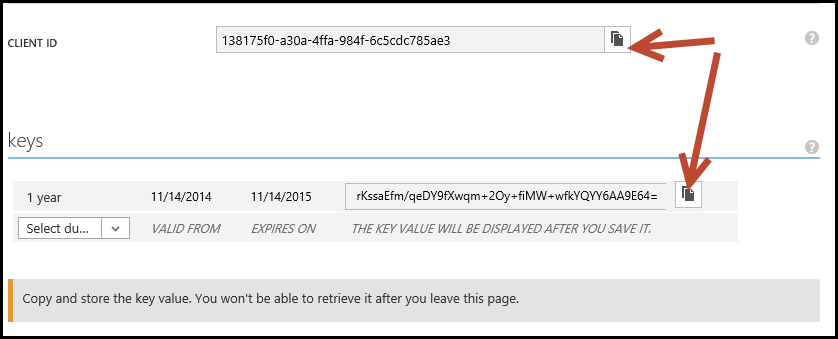 CLIENT ID 138175f0-a30a-4ffa-984f-6c5cdc785ae3 ?
keys ?
1 year 11/14/2014 11/14/2015 rKssaEfm/qeDY9fXwqm+2Oy+fiMW+wfkYQYY6AA9E64=
Select du... VALID FROM EXPIRES ON THE KEY VALUE WILL BE DISPLAYED AFTER YOU SAVE IT.
Copy and store the key value. You won't be able to retrieve it after you leave this page.